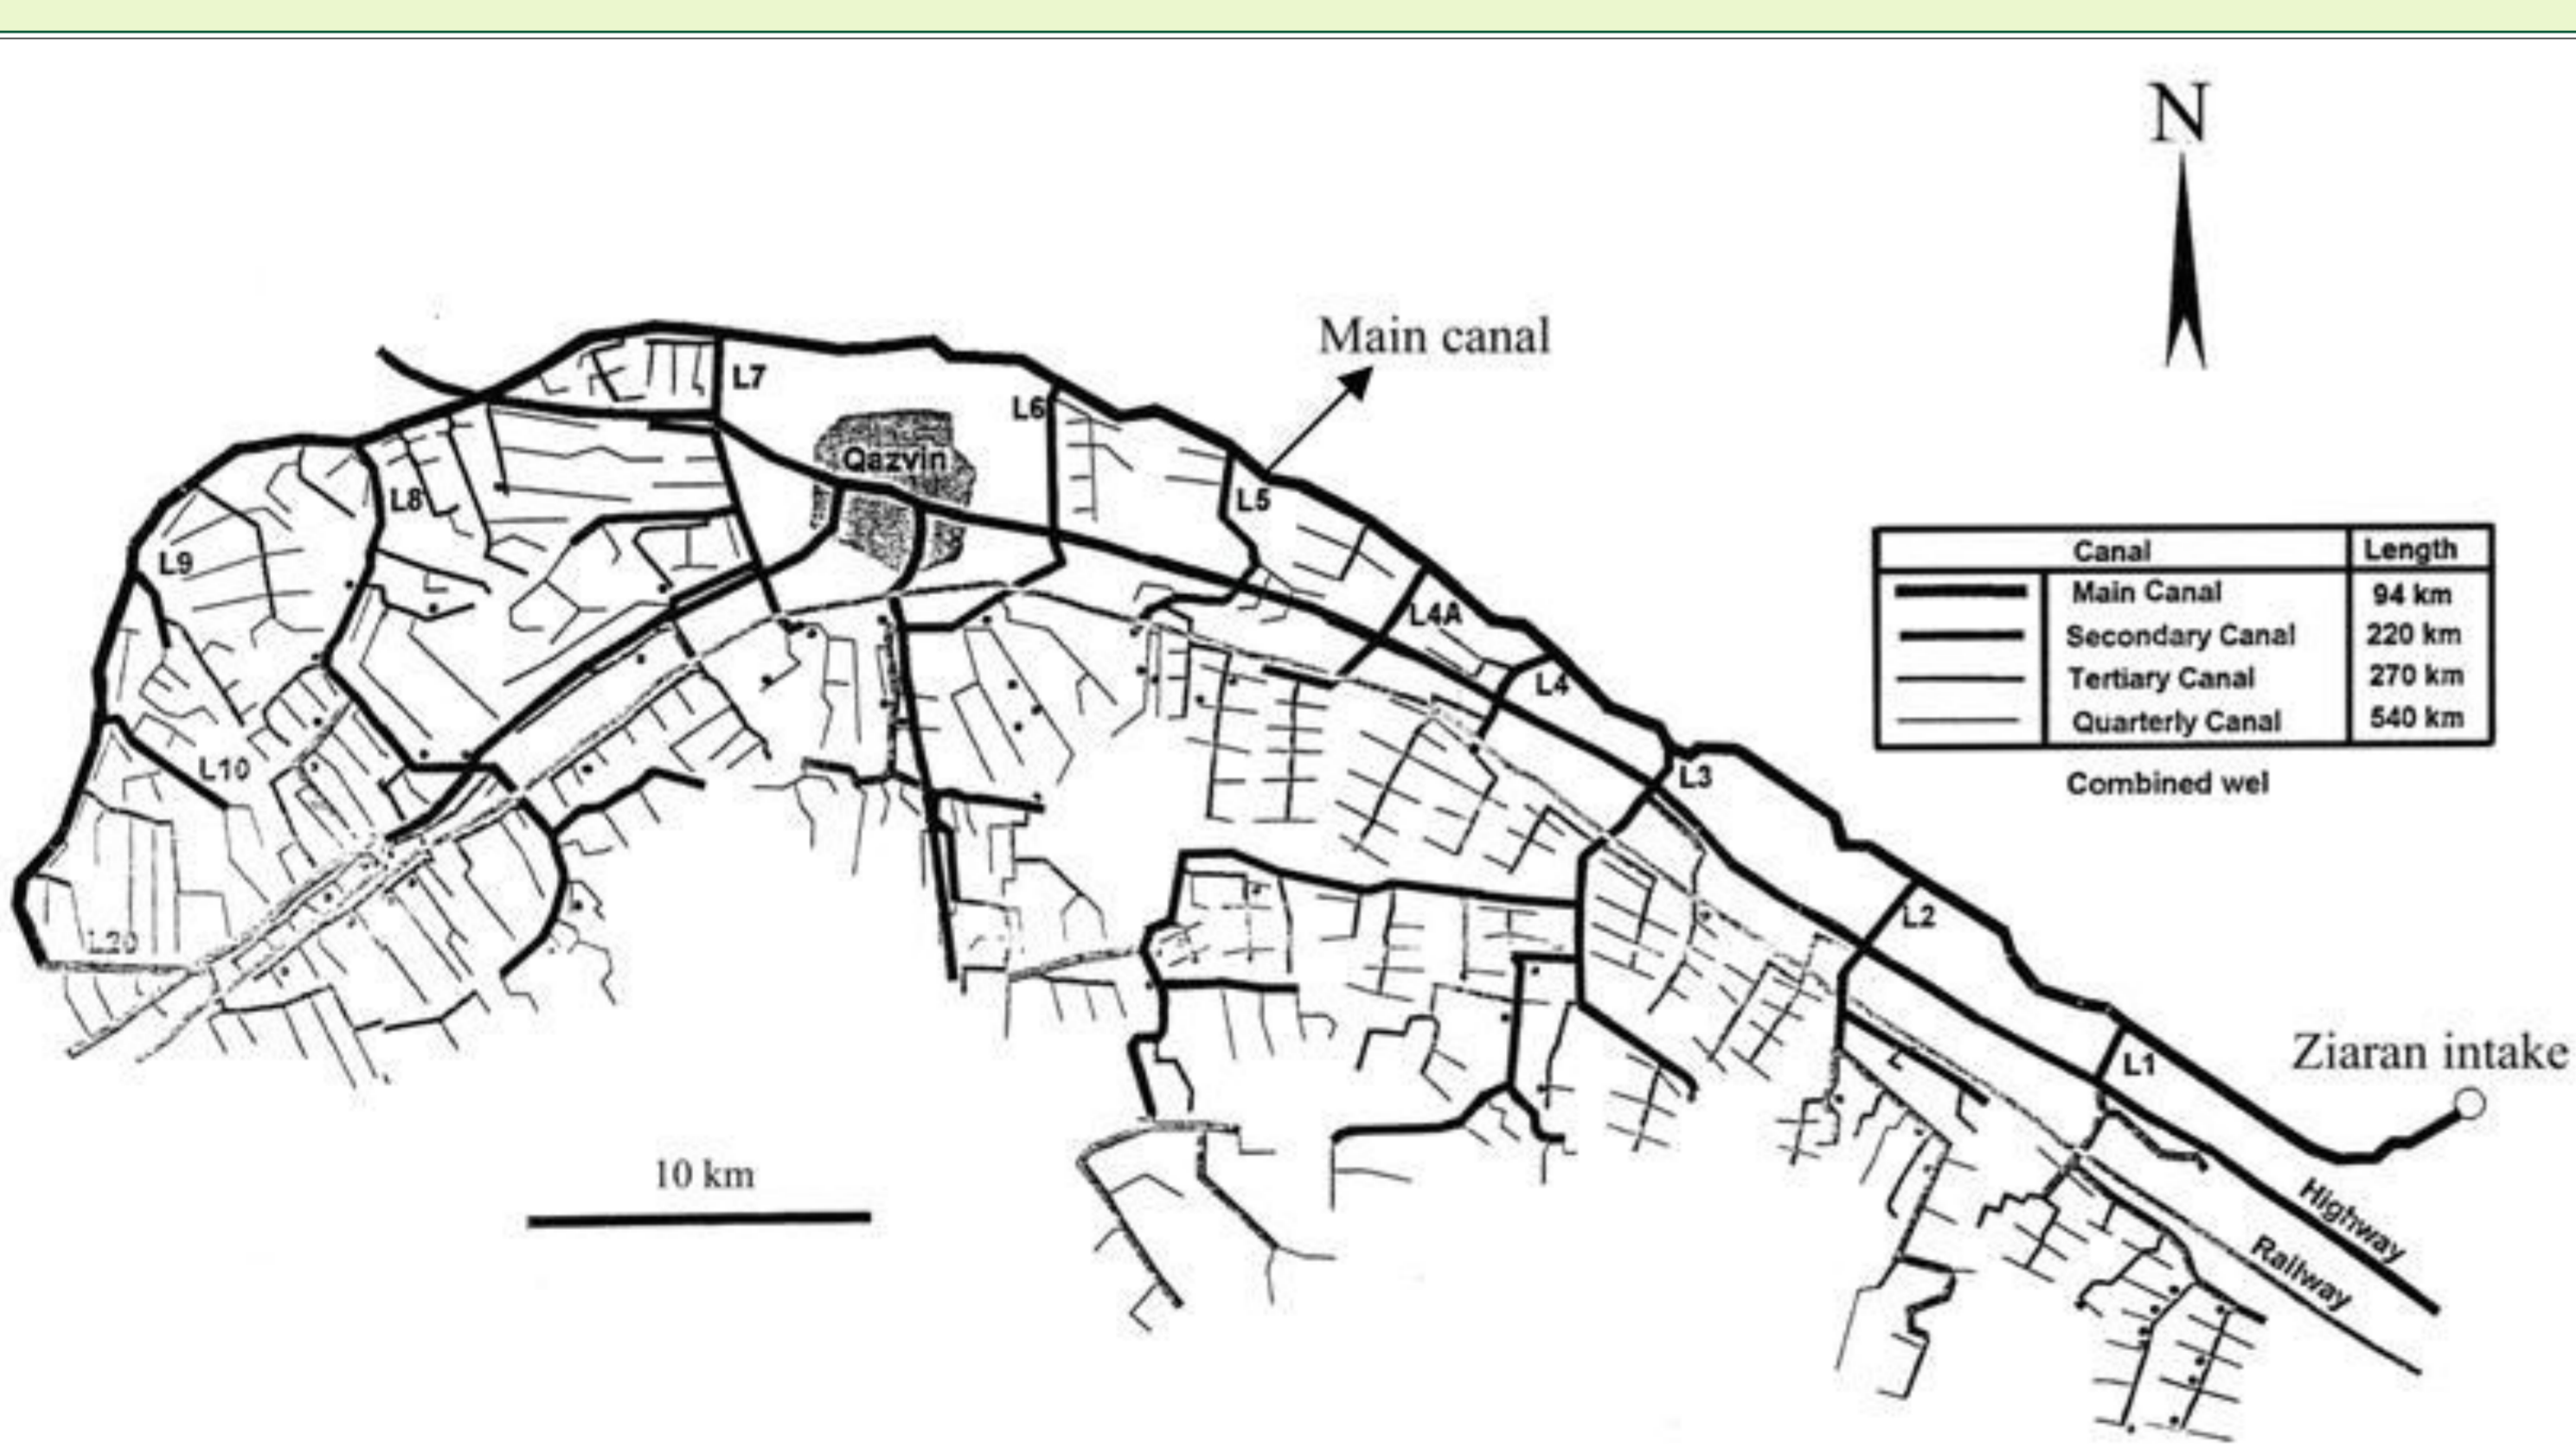 N
Main canal
L7
L6
Qazvin
L5
L8
L9
L4A
L4
L10
L3
L2
L20
L1
Canal Length
Main Canal 94 km
Secondary Canal 220 km
Tertiary Canal 270 km
Quarterly Canal 540 km
Combined wel
Ziaran intake
10 km
Highway
Railway